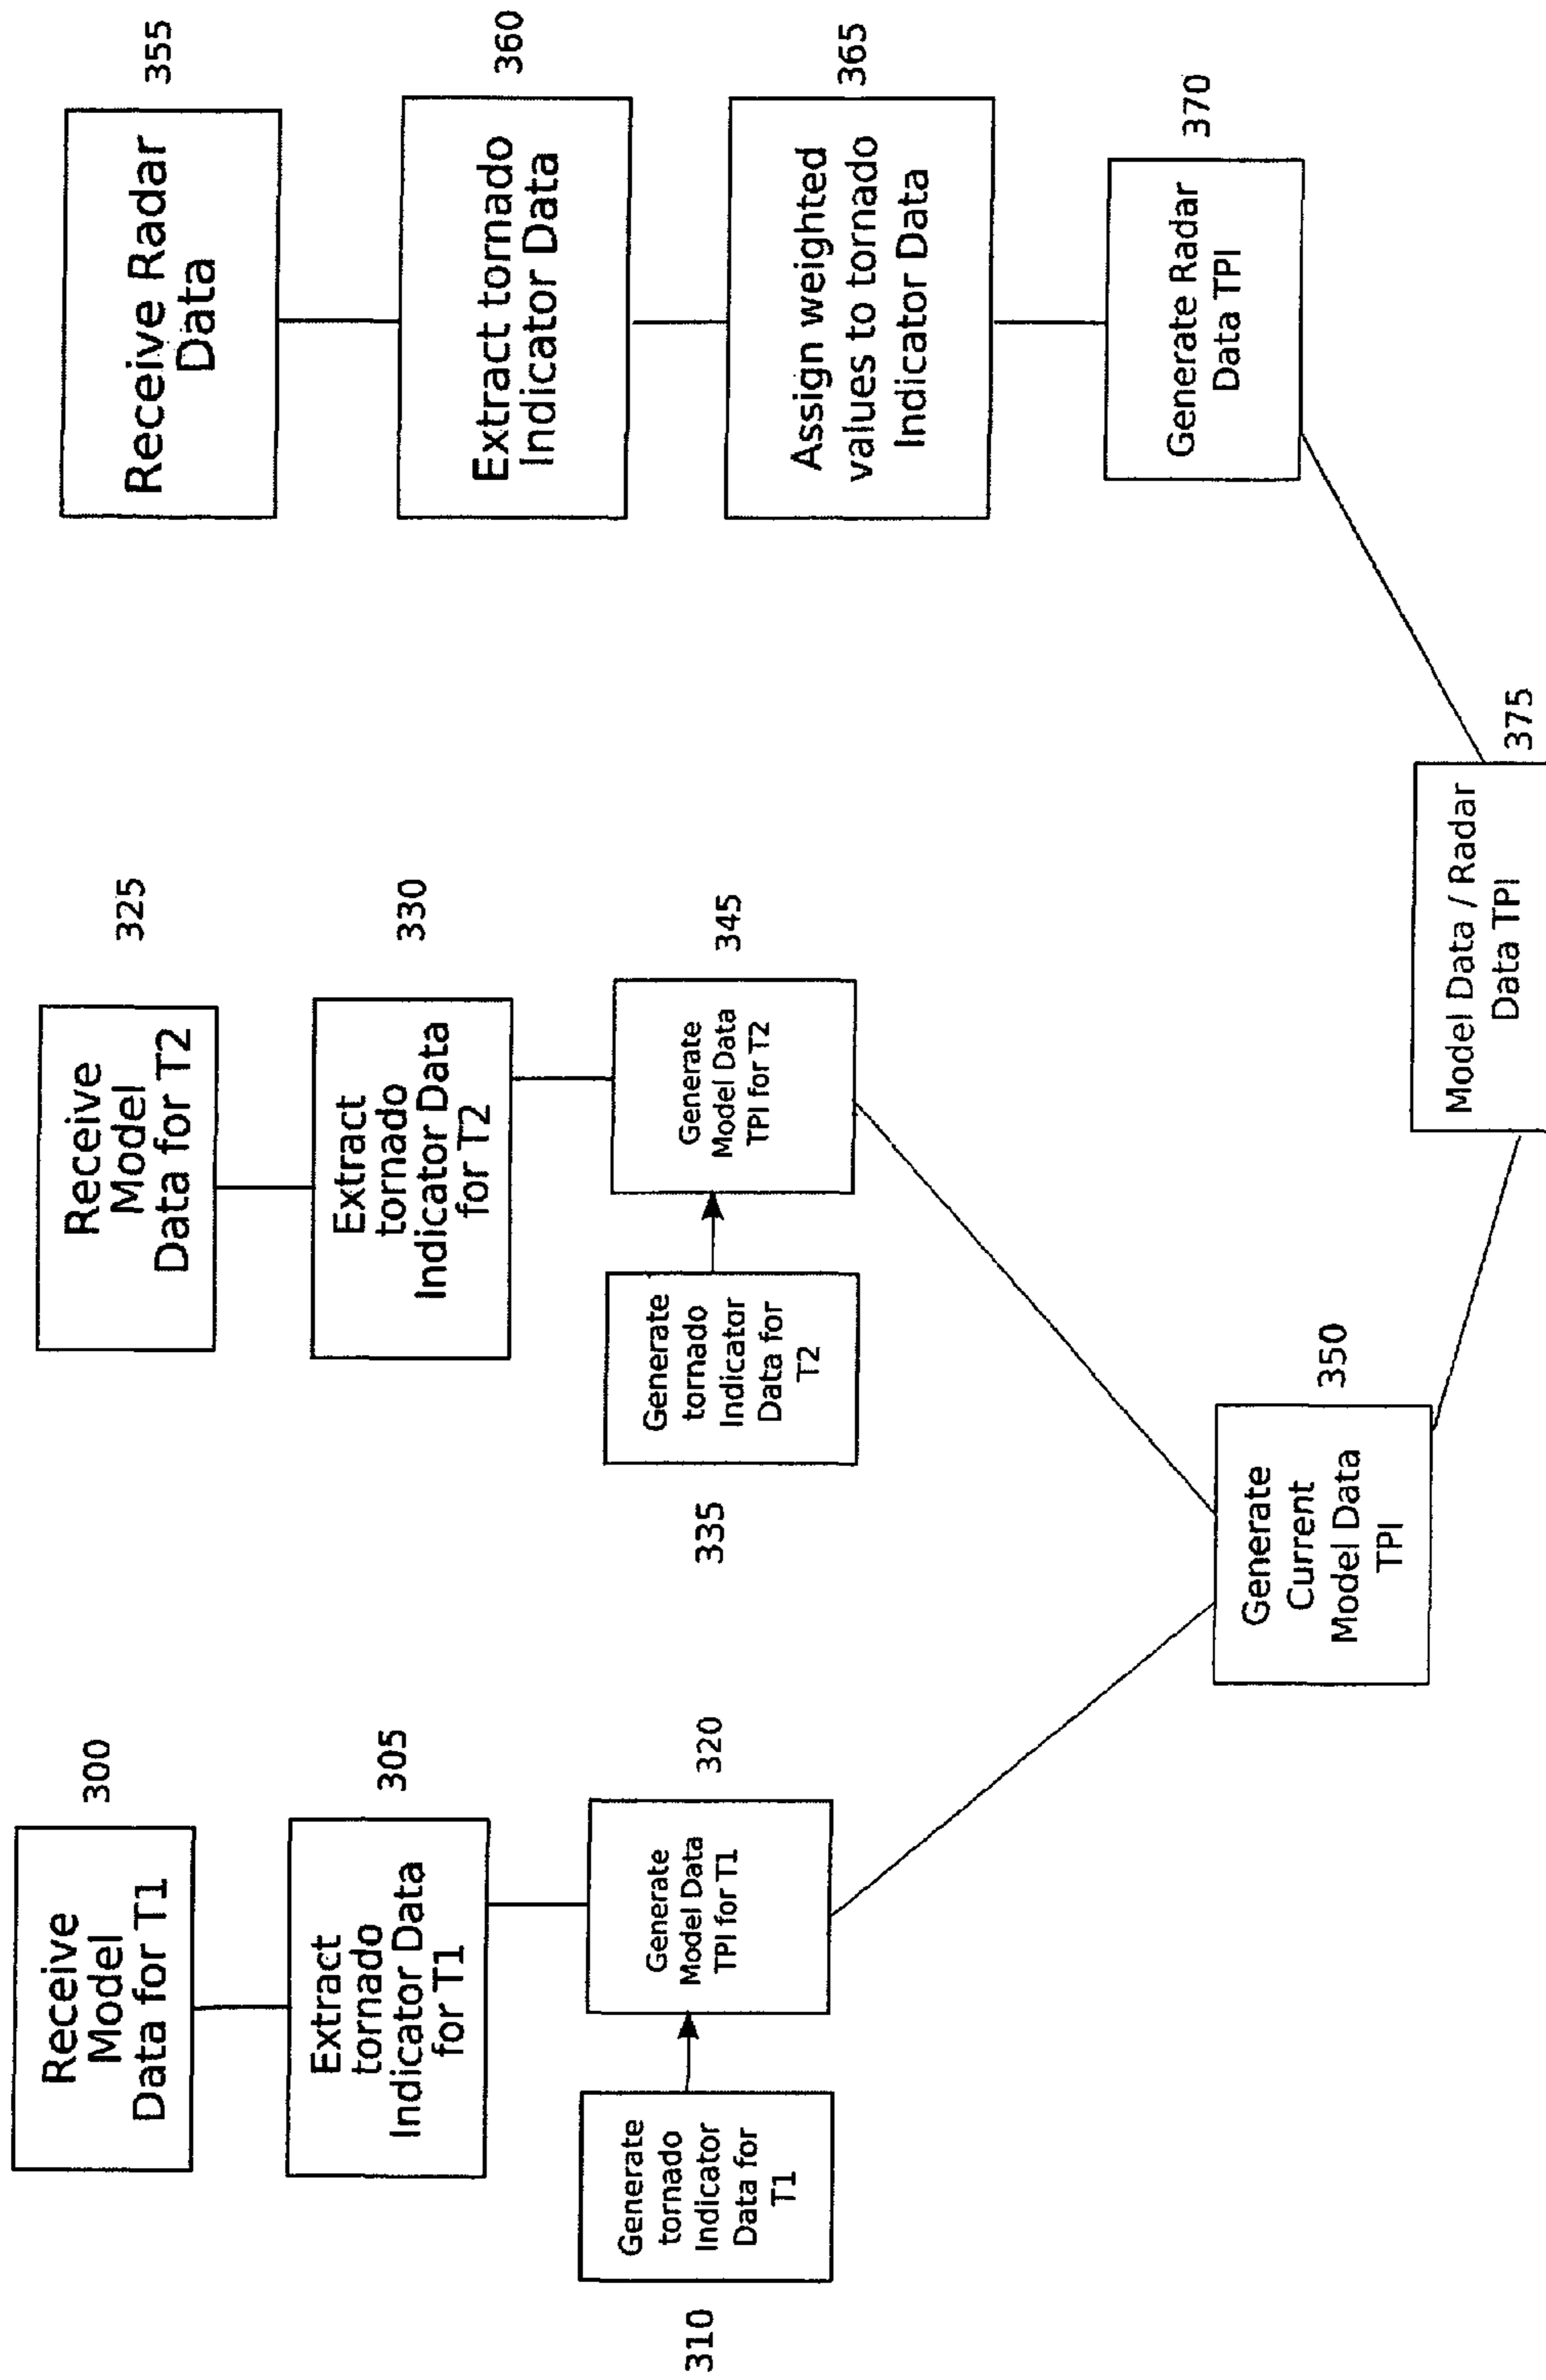 300
Receive
Model
Data for T1
305
Extract
tornado
Indicator Data
for T1
310
Generate
tornado
Indicator
Data for
T1
320
Generate
Model Data
TPI for T1
325
Receive
Model
Data for T2
330
Extract
tornado
Indicator Data
for T2
335
Generate
tornado
Indicator
Data for
T2
345
Generate
Model Data
TPI for T2
350
Generate
Current
Model Data
TPI
355
Receive Radar
Data
360
Extract tornado
Indicator Data
365
Assign weighted
values to tornado
Indicator Data
370
Generate Radar
Data TPI
375
Model Data / Radar
Data TPI